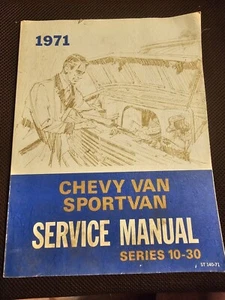 1971
CHEVY VAN
SPORTVAN
SERVICE MANUAL
SERIES 10-30
ST 140-71